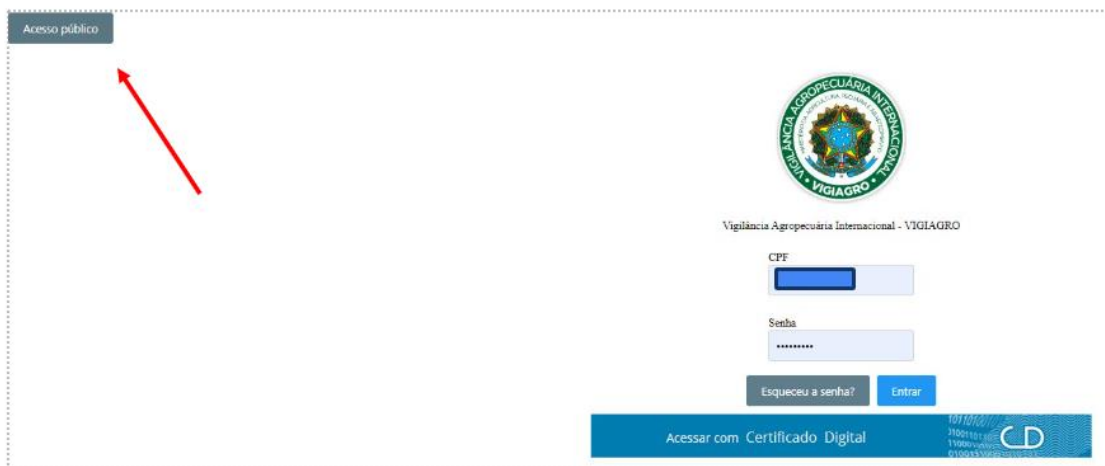 Acesso público
VIGILÂNCIA AGROPECUÁRIA INTERNACIONAL
VIGIAGRO
Vigilância Agropecuária Internacional - VIGIAGRO
CPF
Senha
•••••••••
Esqueceu a senha?
Entrar
Acessar com Certificado Digital
CD